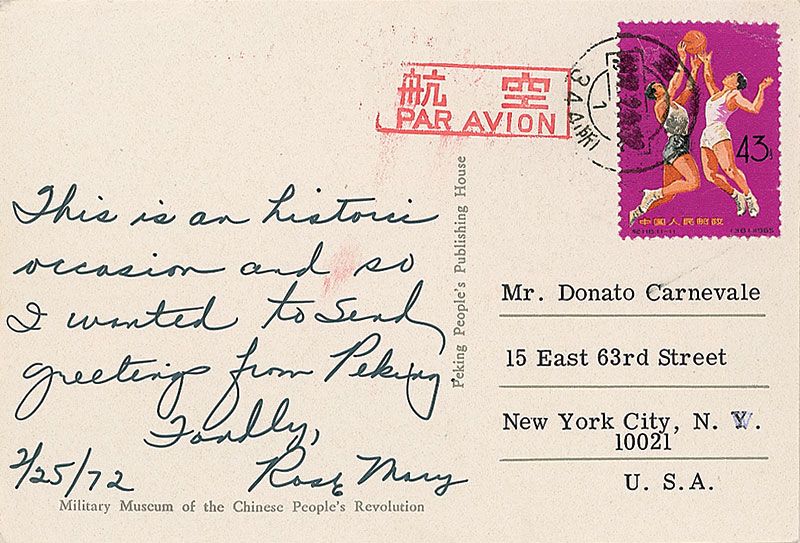 航 空
PAR AVION
43
中国人民邮政
This is an historic
occasion and so
I wanted to send
greetings from Peking.
Fondly,
2/25/72 Rose Mary
Military Museum of the Chinese People's Revolution
Peking People's Publishing House
Mr. Donato Carnevale
15 East 63rd Street
New York City, N. Y.
10021
U. S. A.